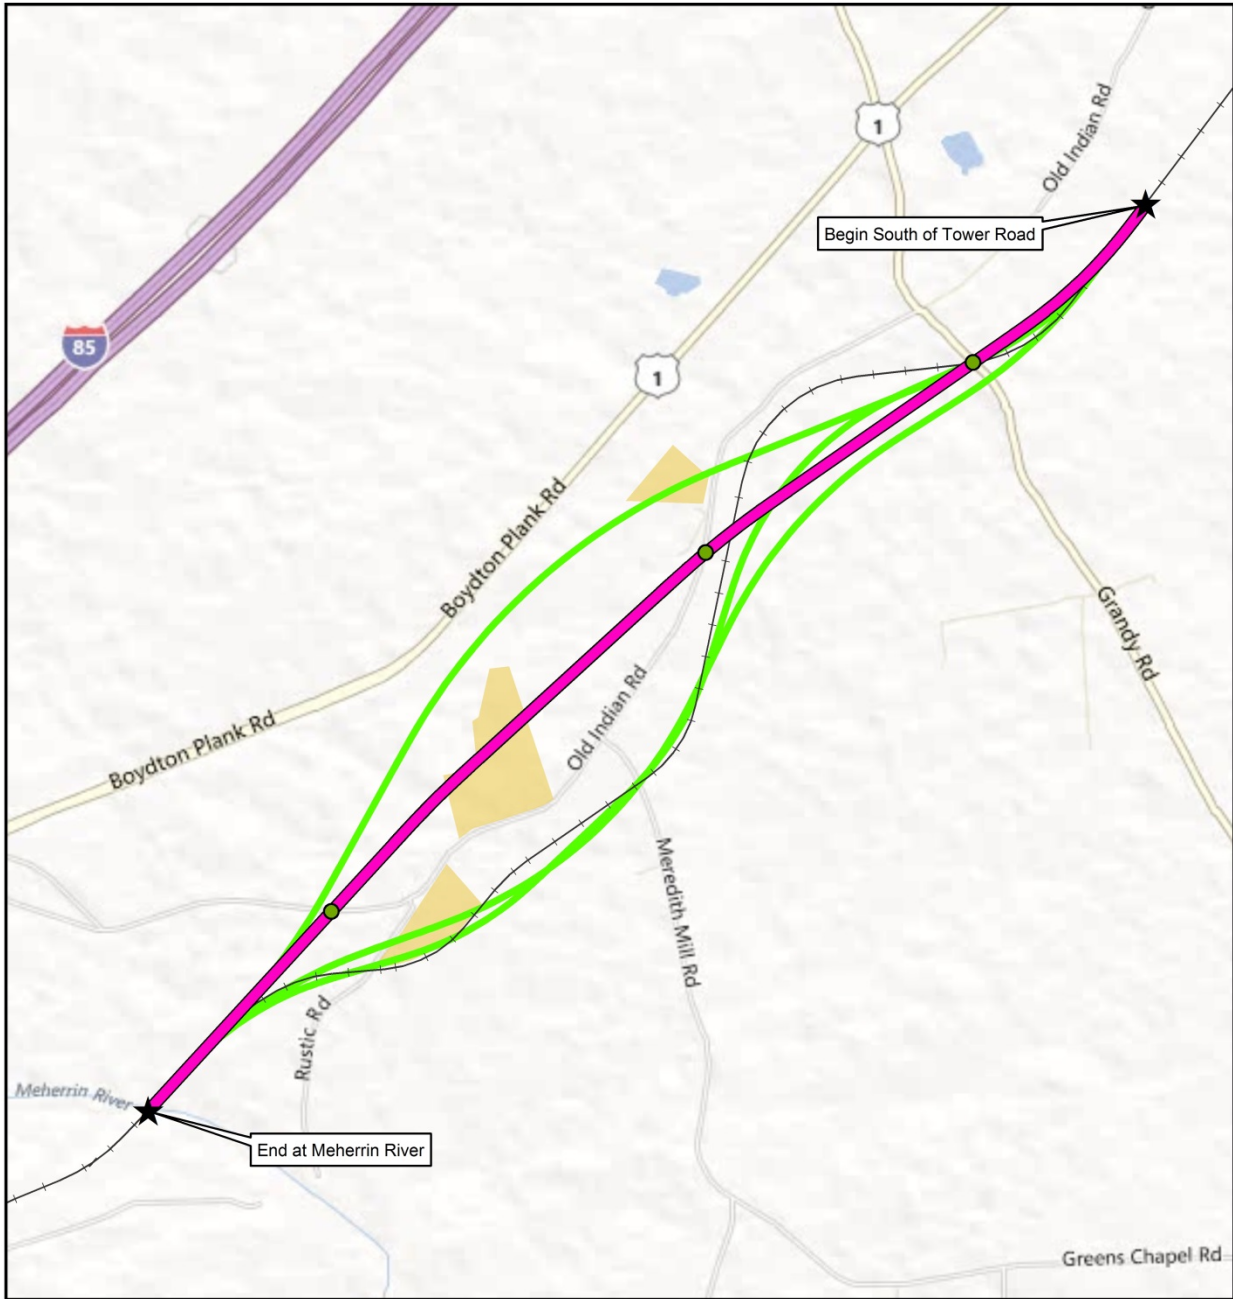 Old Indian Rd
1
Begin South of Tower Road
85
1
Boydton Plank Rd
Grandy Rd
Old Indian Rd
Boydton Plank Rd
Meredith Mill Rd
Rustic Rd
Meherrin River
End at Meherrin River
Greens Chapel Rd